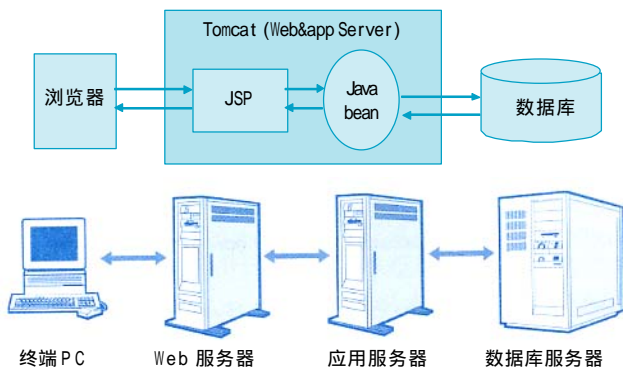 Tomcat (Web&app Server)
浏览器
JSP
Java
bean
数据库
终端PC
Web 服务器
应用服务器
数据库服务器